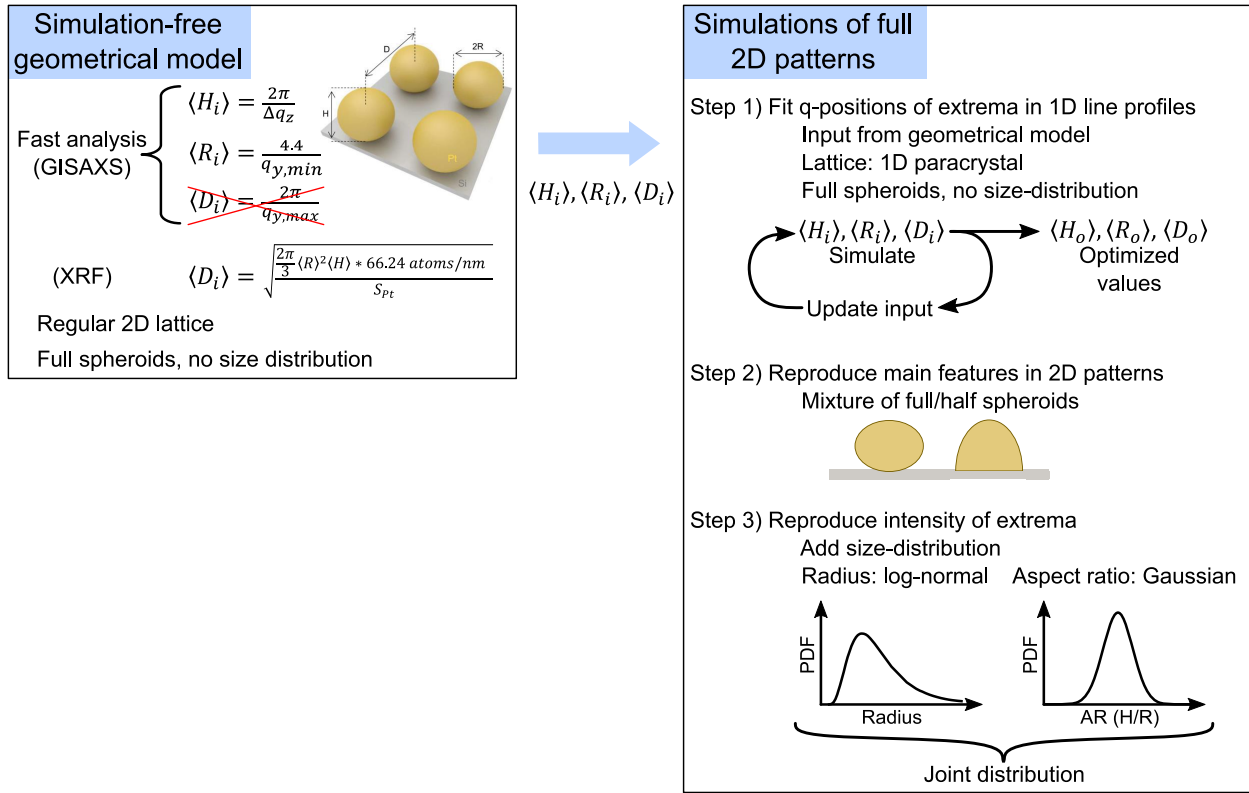 Simulation-free
geometrical model
D
2R
H
Pt
Si
Fast analysis
(GISAXS)
⟨H_i⟩ = 2π / Δq_z
⟨R_i⟩ = 4.4 / q_{y,min}
⟨D_i⟩ = 2π / q_{y,max}
(XRF)
⟨D_i⟩ = √( (2π/3 ⟨R⟩² ⟨H⟩ * 66.24 atoms/nm) / S_{Pt} )
Regular 2D lattice
Full spheroids, no size distribution
⟨H_i⟩, ⟨R_i⟩, ⟨D_i⟩
Simulations of full
2D patterns
Step 1) Fit q-positions of extrema in 1D line profiles
Input from geometrical model
Lattice: 1D paracrystal
Full spheroids, no size-distribution
⟨H_i⟩, ⟨R_i⟩, ⟨D_i⟩
Simulate
Update input
⟨H_o⟩, ⟨R_o⟩, ⟨D_o⟩
Optimized
values
Step 2) Reproduce main features in 2D patterns
Mixture of full/half spheroids
Step 3) Reproduce intensity of extrema
Add size-distribution
Radius: log-normal
Aspect ratio: Gaussian
PDF
Radius
PDF
AR (H/R)
Joint distribution